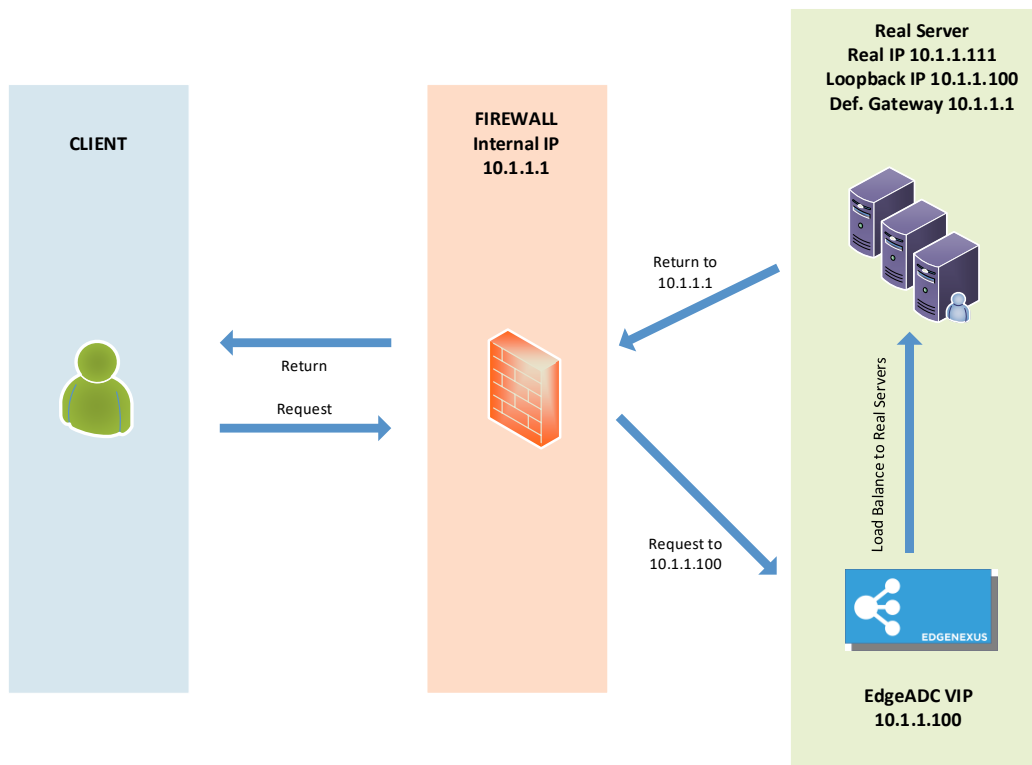 CLIENT
FIREWALL
Internal IP
10.1.1.1
Real Server
Real IP 10.1.1.111
Loopback IP 10.1.1.100
Def. Gateway 10.1.1.1
Return to
10.1.1.1
Return
Request
Request to
10.1.1.100
Load Balance to Real Servers
EDGENEXUS
EdgeADC VIP
10.1.1.100